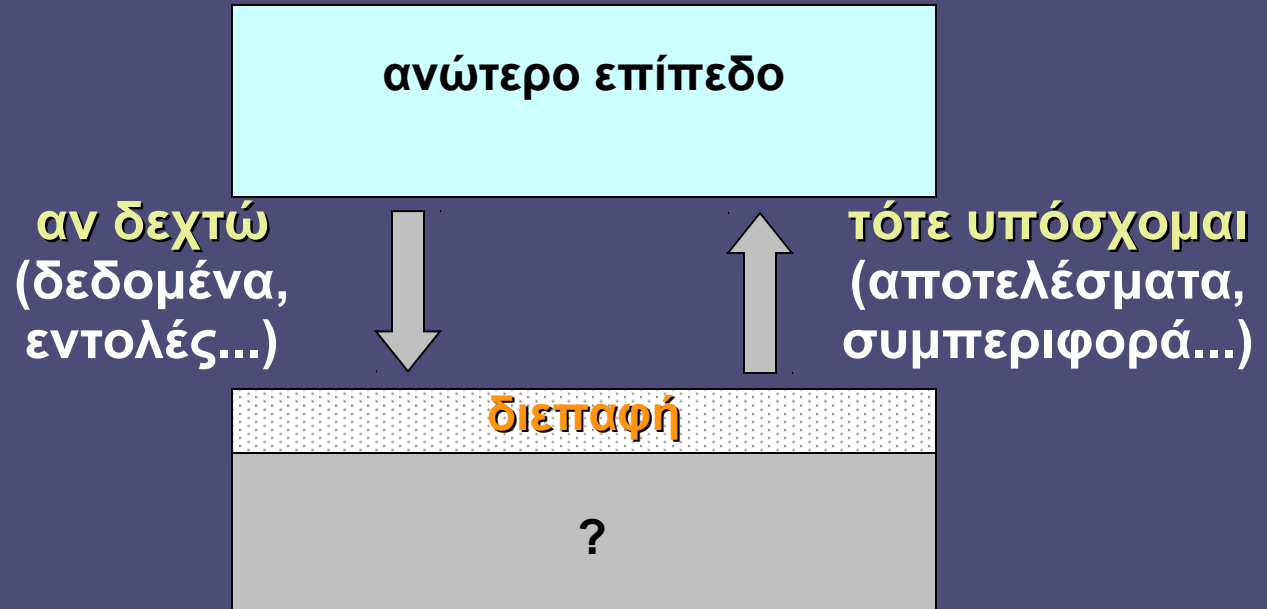 ανώτερο επίπεδο
αν δεχτώ
(δεδομένα,
εντολές...)
τότε υπόσχομαι
(αποτελέσματα,
συμπεριφορά...)
διεπαφή
?